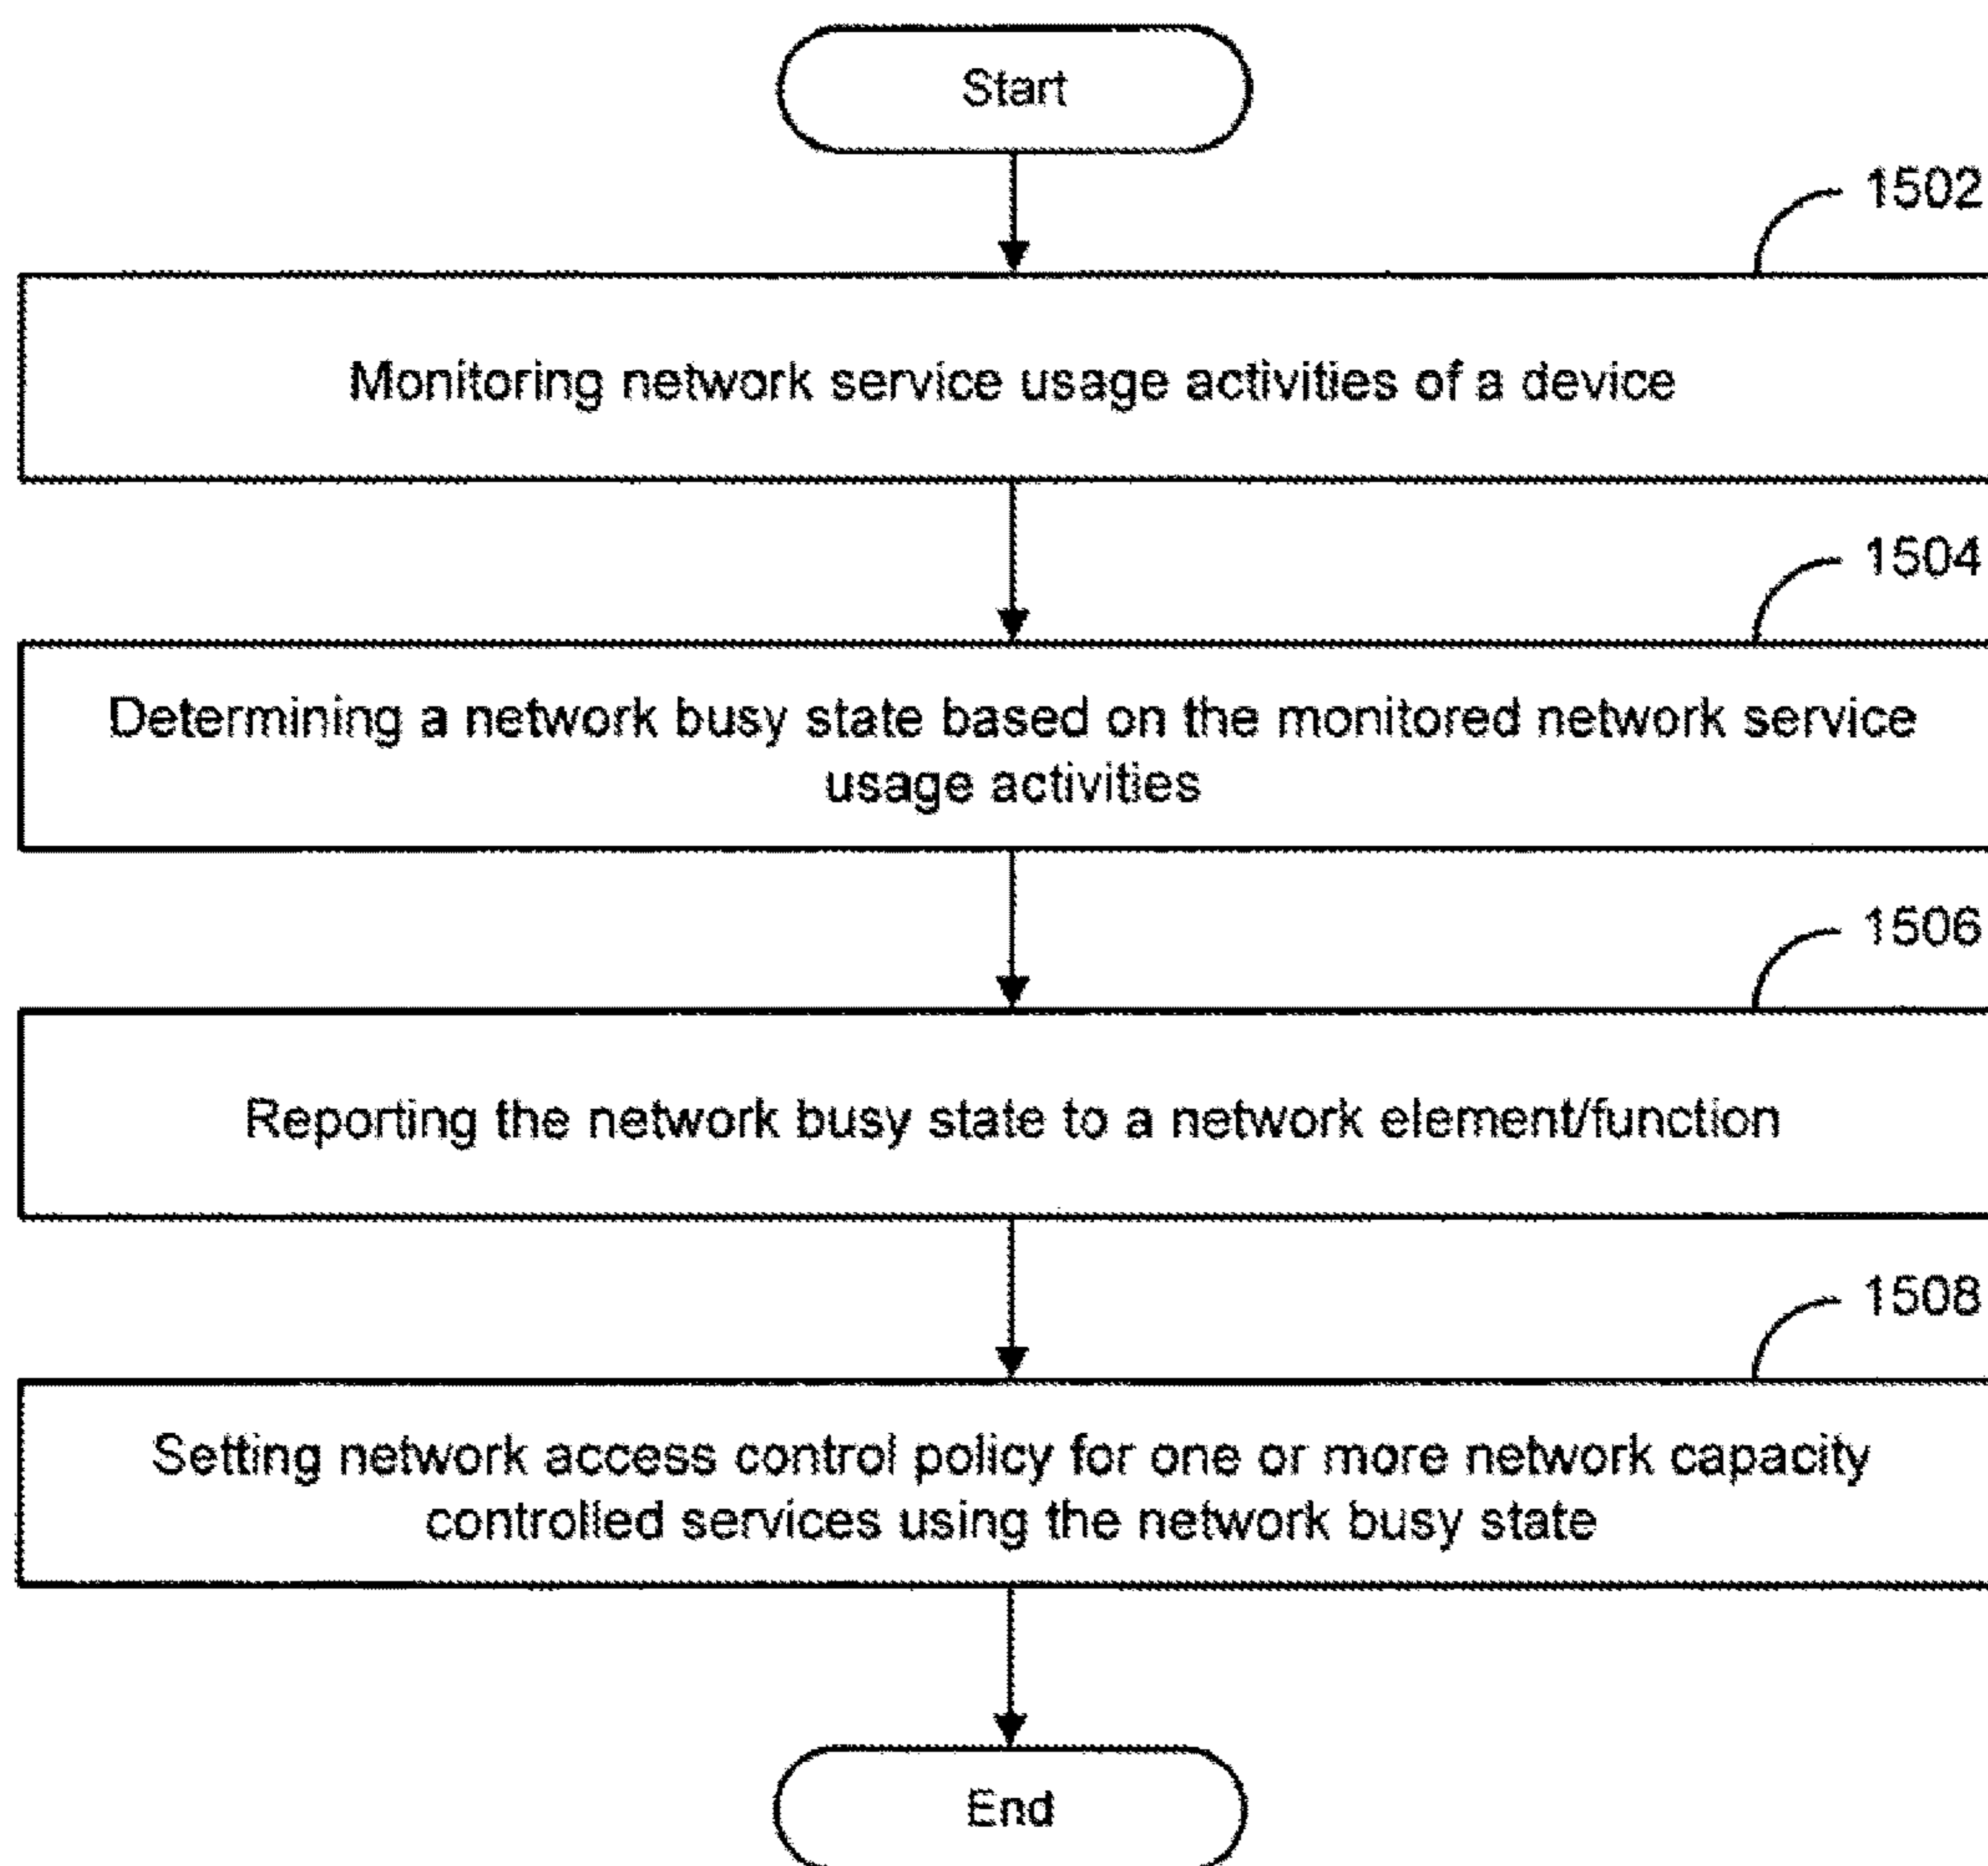 Start
1502
Monitoring network service usage activities of a device
1504
Determining a network busy state based on the monitored network service
usage activities
1506
Reporting the network busy state to a network element/function
1508
Setting network access control policy for one or more network capacity
controlled services using the network busy state
End